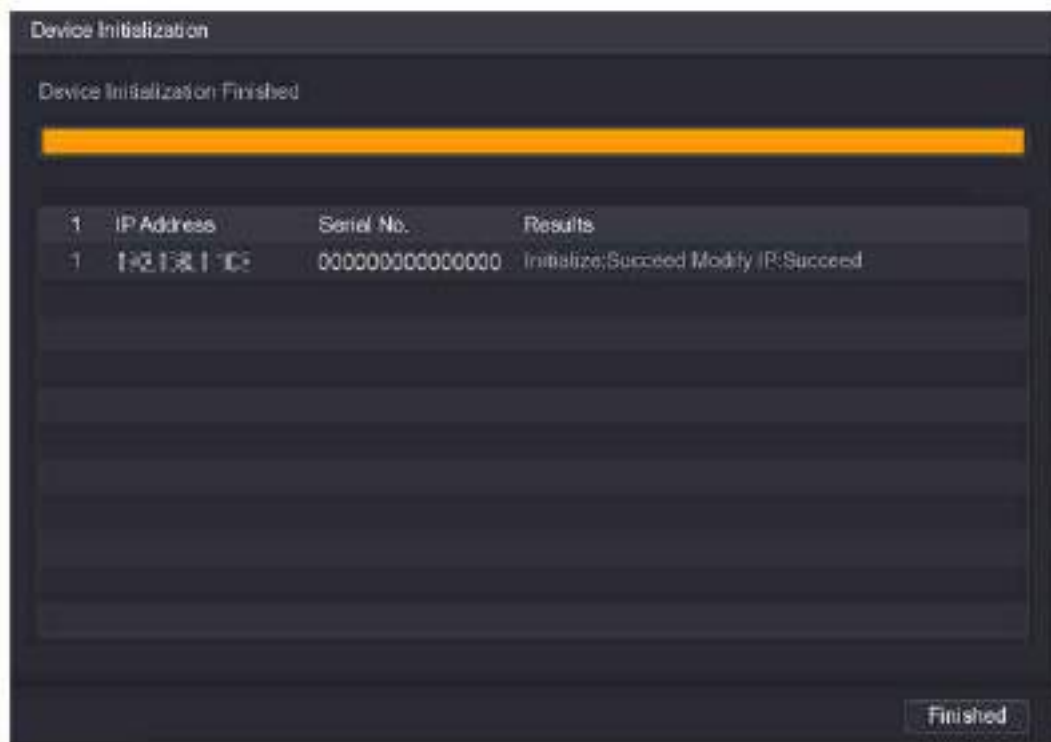 Device Initialization
Device Initialization Finished
1 IP Address Serial No. Results
1 000000000000000 Initialize:Succeed Modify IP:Succeed
Finished